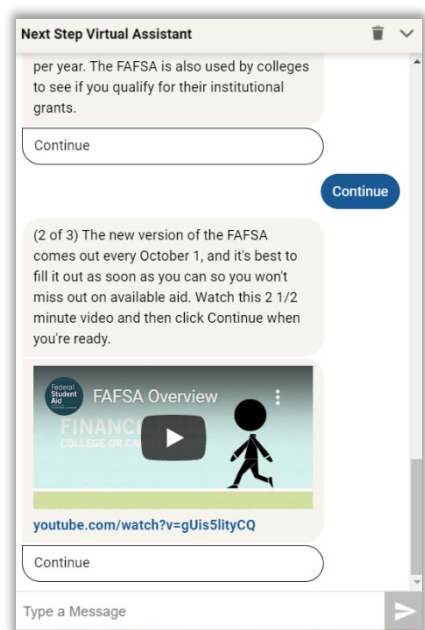 Next Step Virtual Assistant
per year. The FAFSA is also used by colleges
to see if you qualify for their institutional
grants.
Continue
Continue
(2 of 3) The new version of the FAFSA
comes out every October 1, and it's best to
fill it out as soon as you can so you won't
miss out on available aid. Watch this 2 1/2
minute video and then click Continue when
you're ready.
Federal
Student
Aid
FAFSA Overview
FINANCI
COLLEGE OR CA
youtube.com/watch?v=gUis5lityCQ
Continue
Type a Message